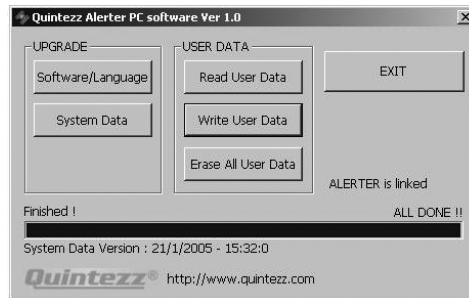 Quintezz Alerter PC software Ver 1.0
UPGRADE
Software/Language
System Data
USER DATA
Read User Data
Write User Data
Erase All User Data
EXIT
ALERTER is linked
Finished ! ALL DONE !!
System Data Version : 21/1/2005 - 15:32:0
Quintezz® http://www.quintezz.com